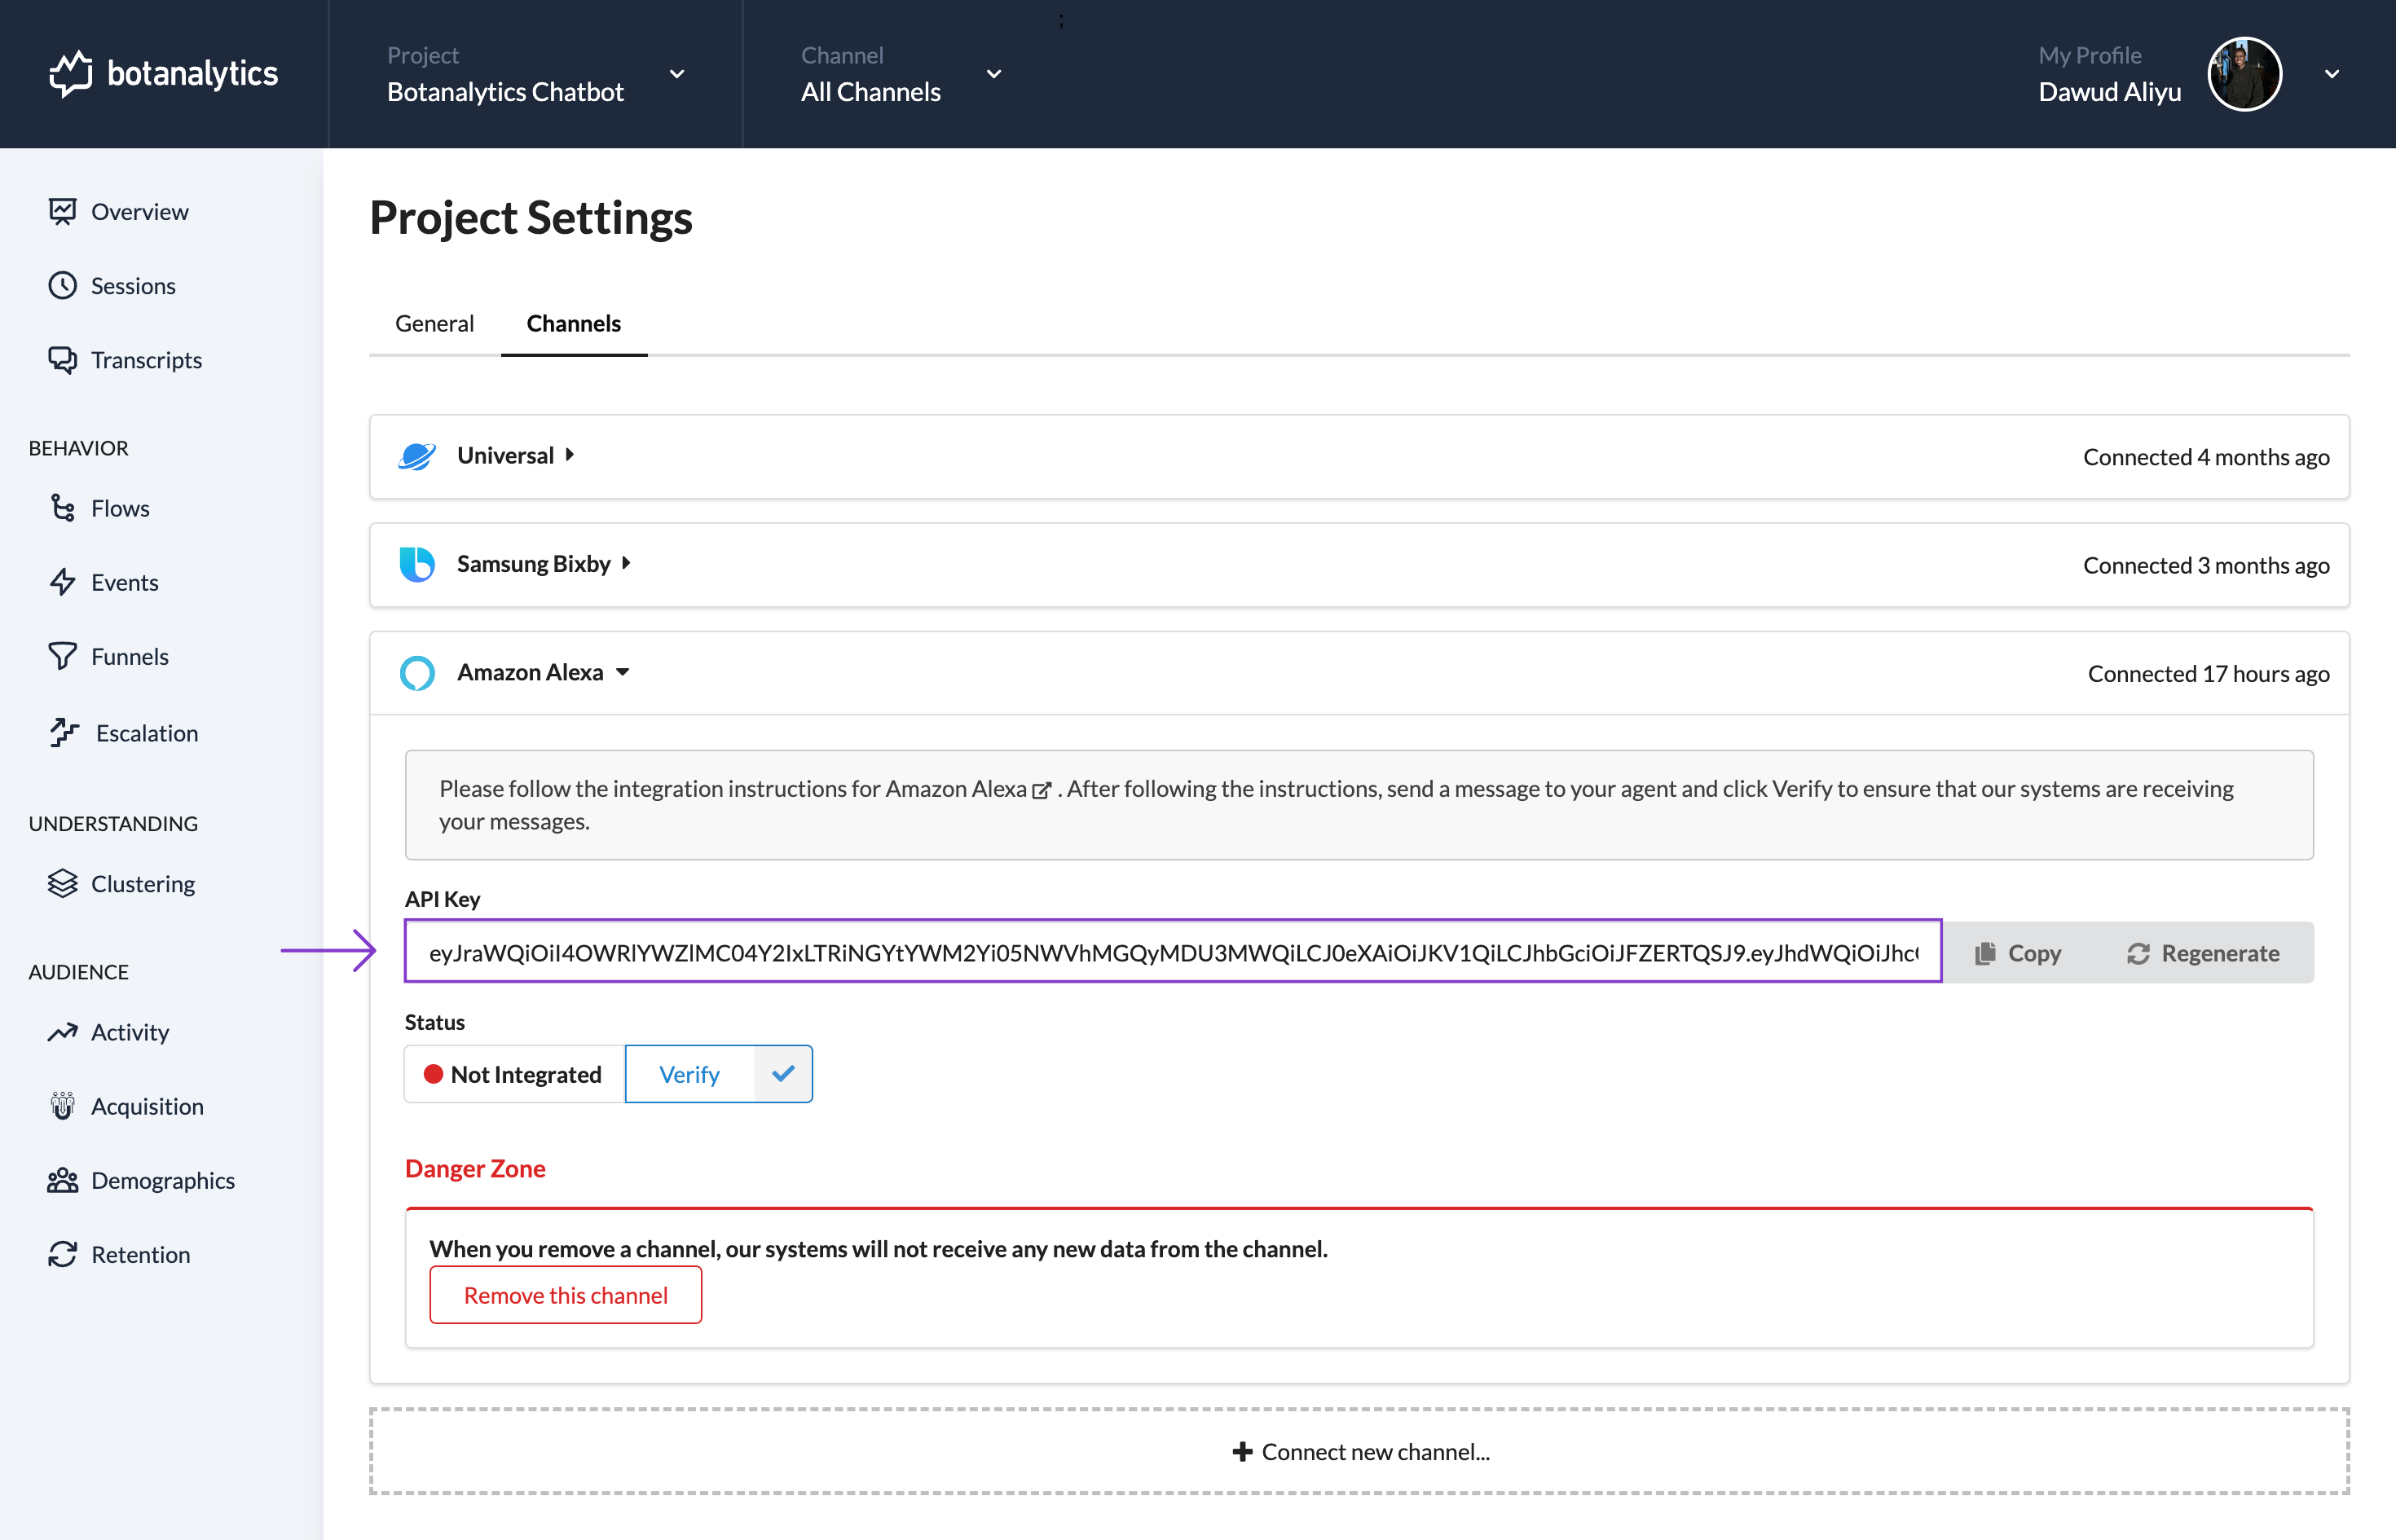 ;
botanalytics
Project
Botanalytics Chatbot
Channel
All Channels
My Profile
Dawud Aliyu
Overview
Sessions
Transcripts
BEHAVIOR
Flows
Events
Funnels
Escalation
UNDERSTANDING
Clustering
AUDIENCE
Activity
Acquisition
Demographics
Retention
Project Settings
General
Channels
Universal
Connected 4 months ago
Samsung Bixby
Connected 3 months ago
Amazon Alexa
Connected 17 hours ago
Please follow the integration instructions for Amazon Alexa . After following the instructions, send a message to your agent and click Verify to ensure that our systems are receiving
your messages.
API Key
eyJraWQiOiI4OWRlYWZlMC04Y2IxLTRiNGYtYWM2Yi05NWVhMGQyMDU3MWQiLCJ0eXAiOiJKV1QiLCJhbGciOiJFZERTQSJ9.eyJhdWQiOiJhc
Copy
Regenerate
Status
Not Integrated
Verify
Danger Zone
When you remove a channel, our systems will not receive any new data from the channel.
Remove this channel
Connect new channel...